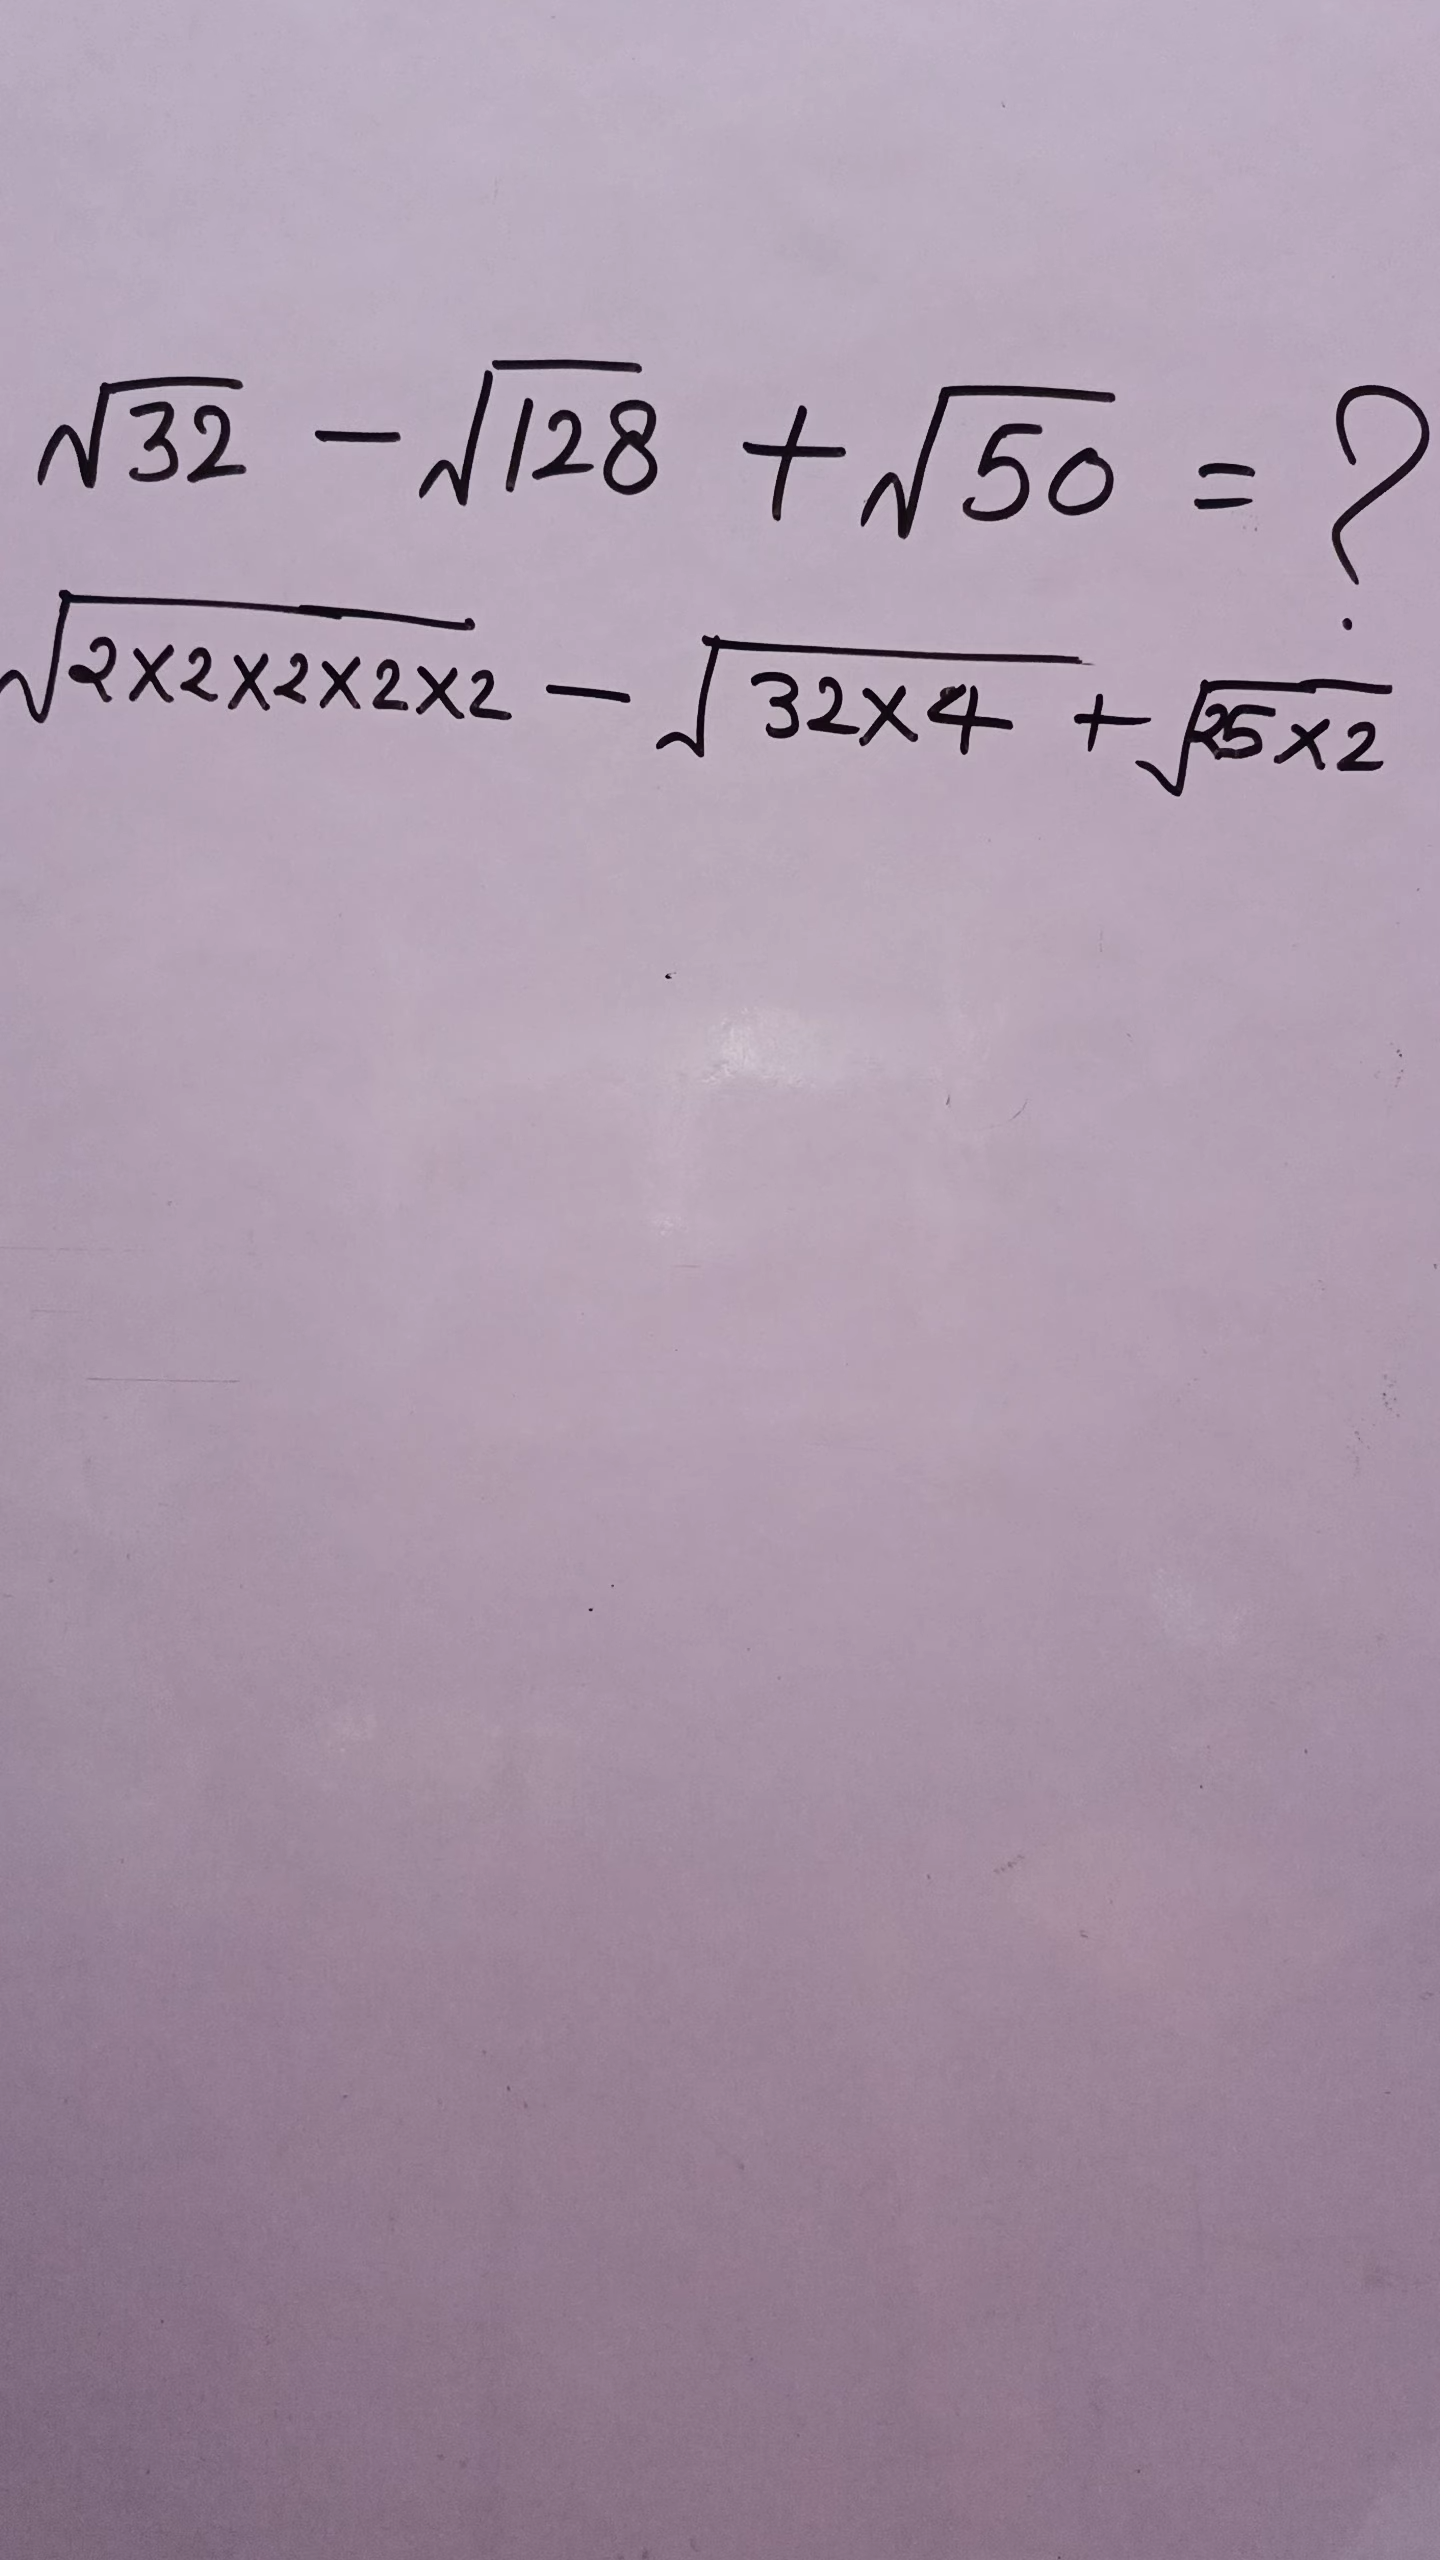 √32 − √128 + √50 = ?
√2×2×2×2×2 − √32×4 + √25×2